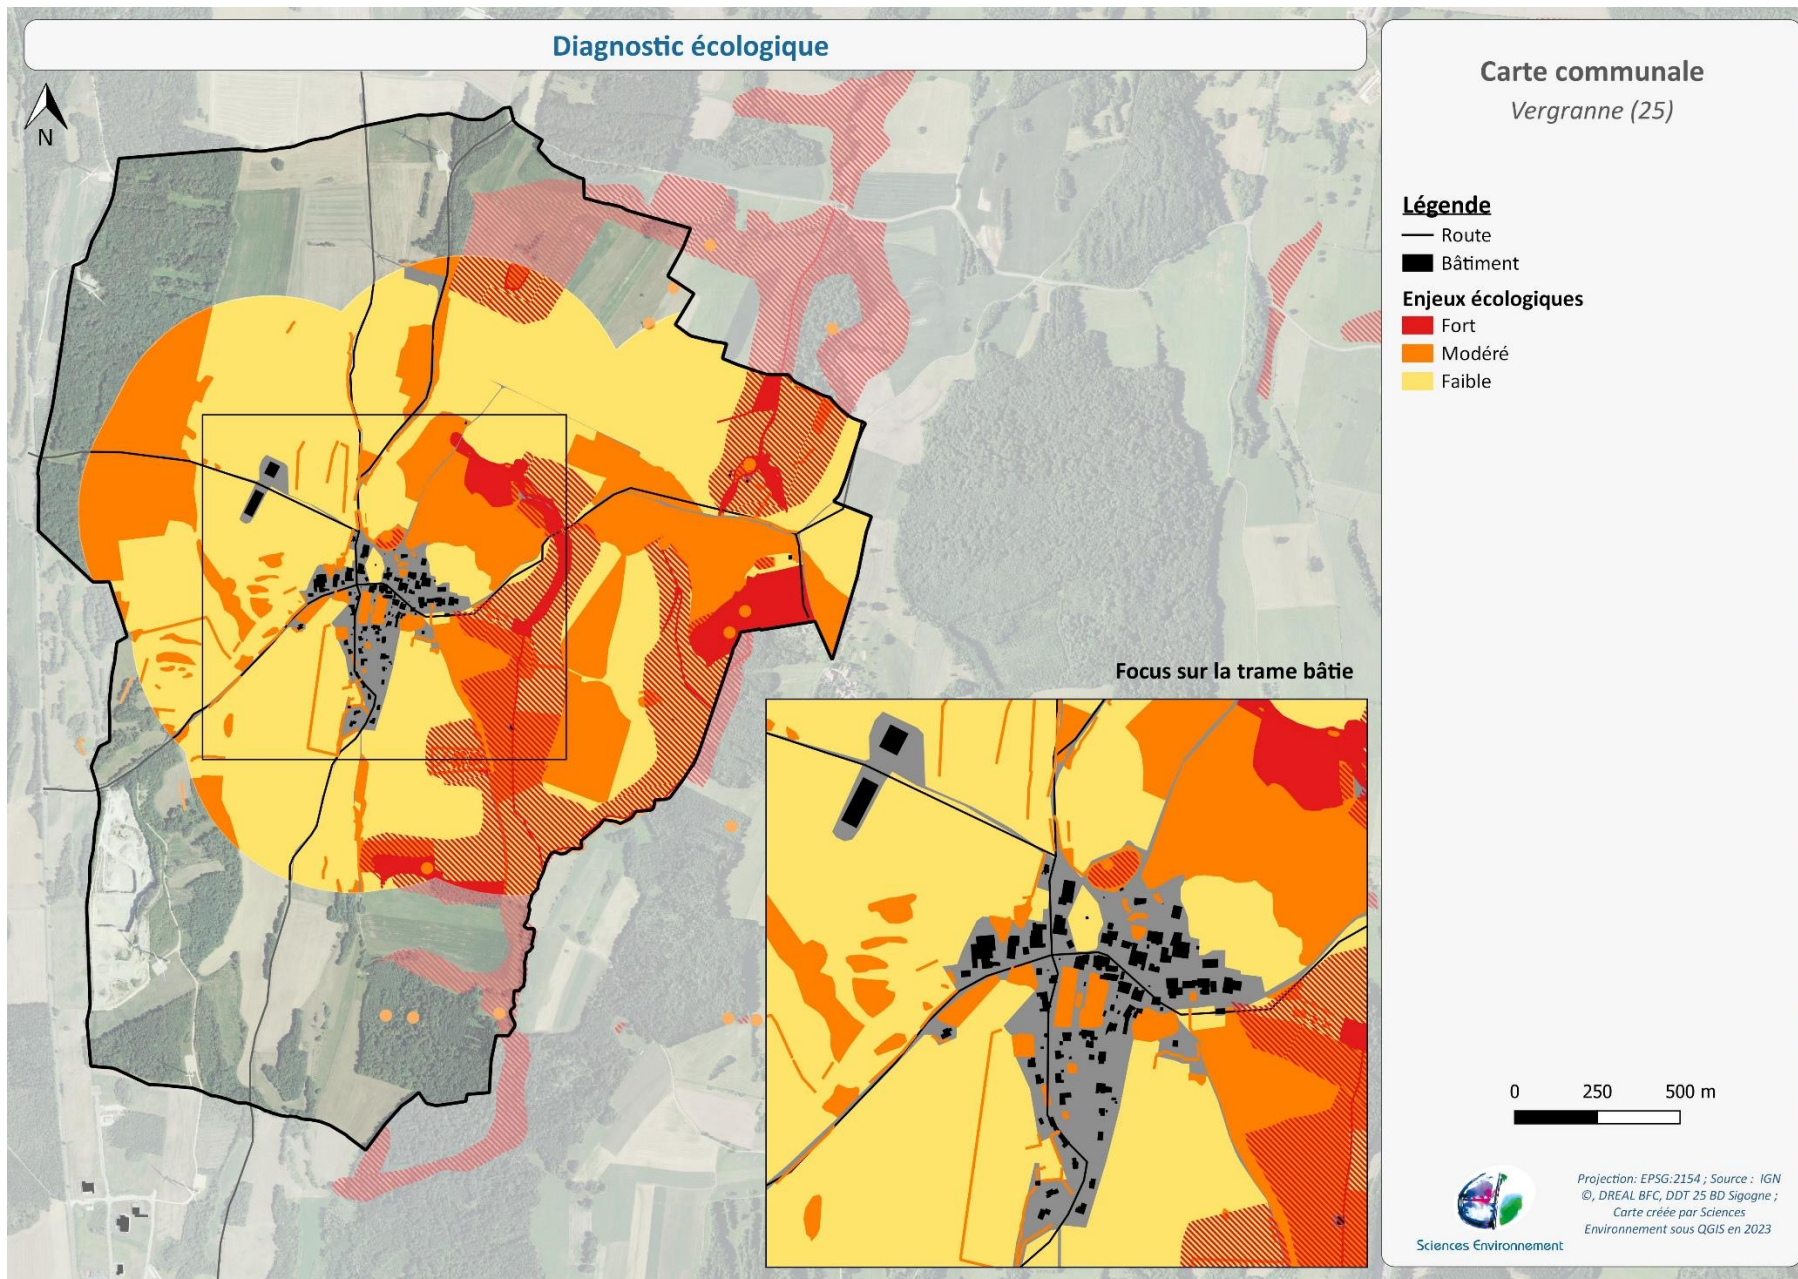 Diagnostic écologique
N
Carte communale
Vergranne (25)
Légende
Route
Bâtiment
Enjeux écologiques
Fort
Modéré
Faible
Focus sur la trame bâtie
0 250 500 m
Projection: EPSG:2154 ; Source : IGN
©, DREAL BFC, DDT 25 BD Sigogne ;
Carte créée par Sciences
Environnement sous QGIS en 2023
Sciences Environnement